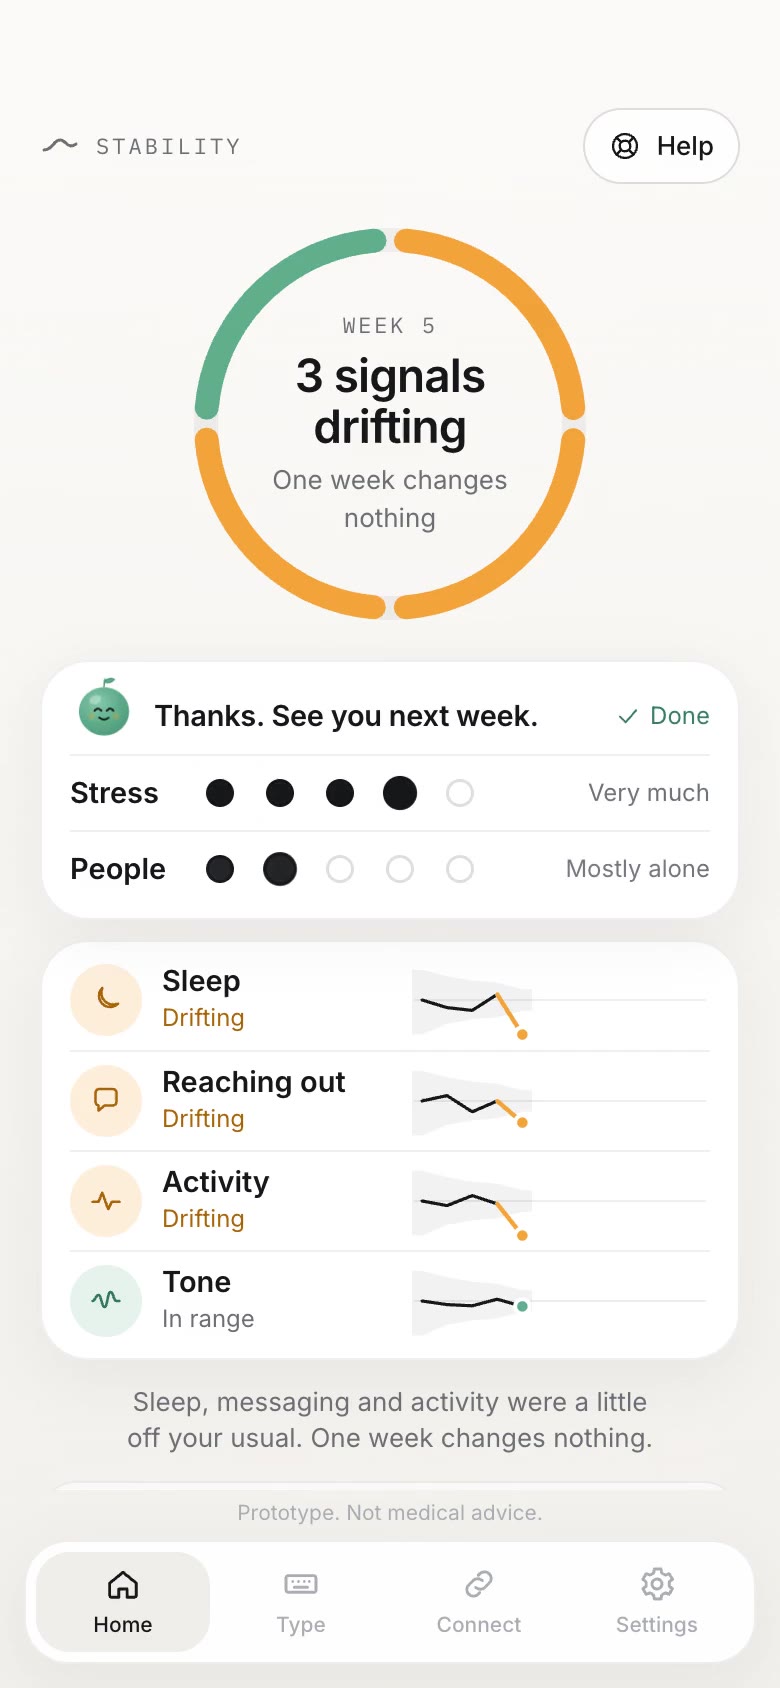 STABILITY
Help
WEEK 5
3 signals
drifting
One week changes
nothing
Thanks. See you next week.
Done
Stress
Very much
People
Mostly alone
Sleep
Drifting
Reaching out
Drifting
Activity
Drifting
Tone
In range
Sleep, messaging and activity were a little
off your usual. One week changes nothing.
Prototype. Not medical advice.
Home
Type
Connect
Settings